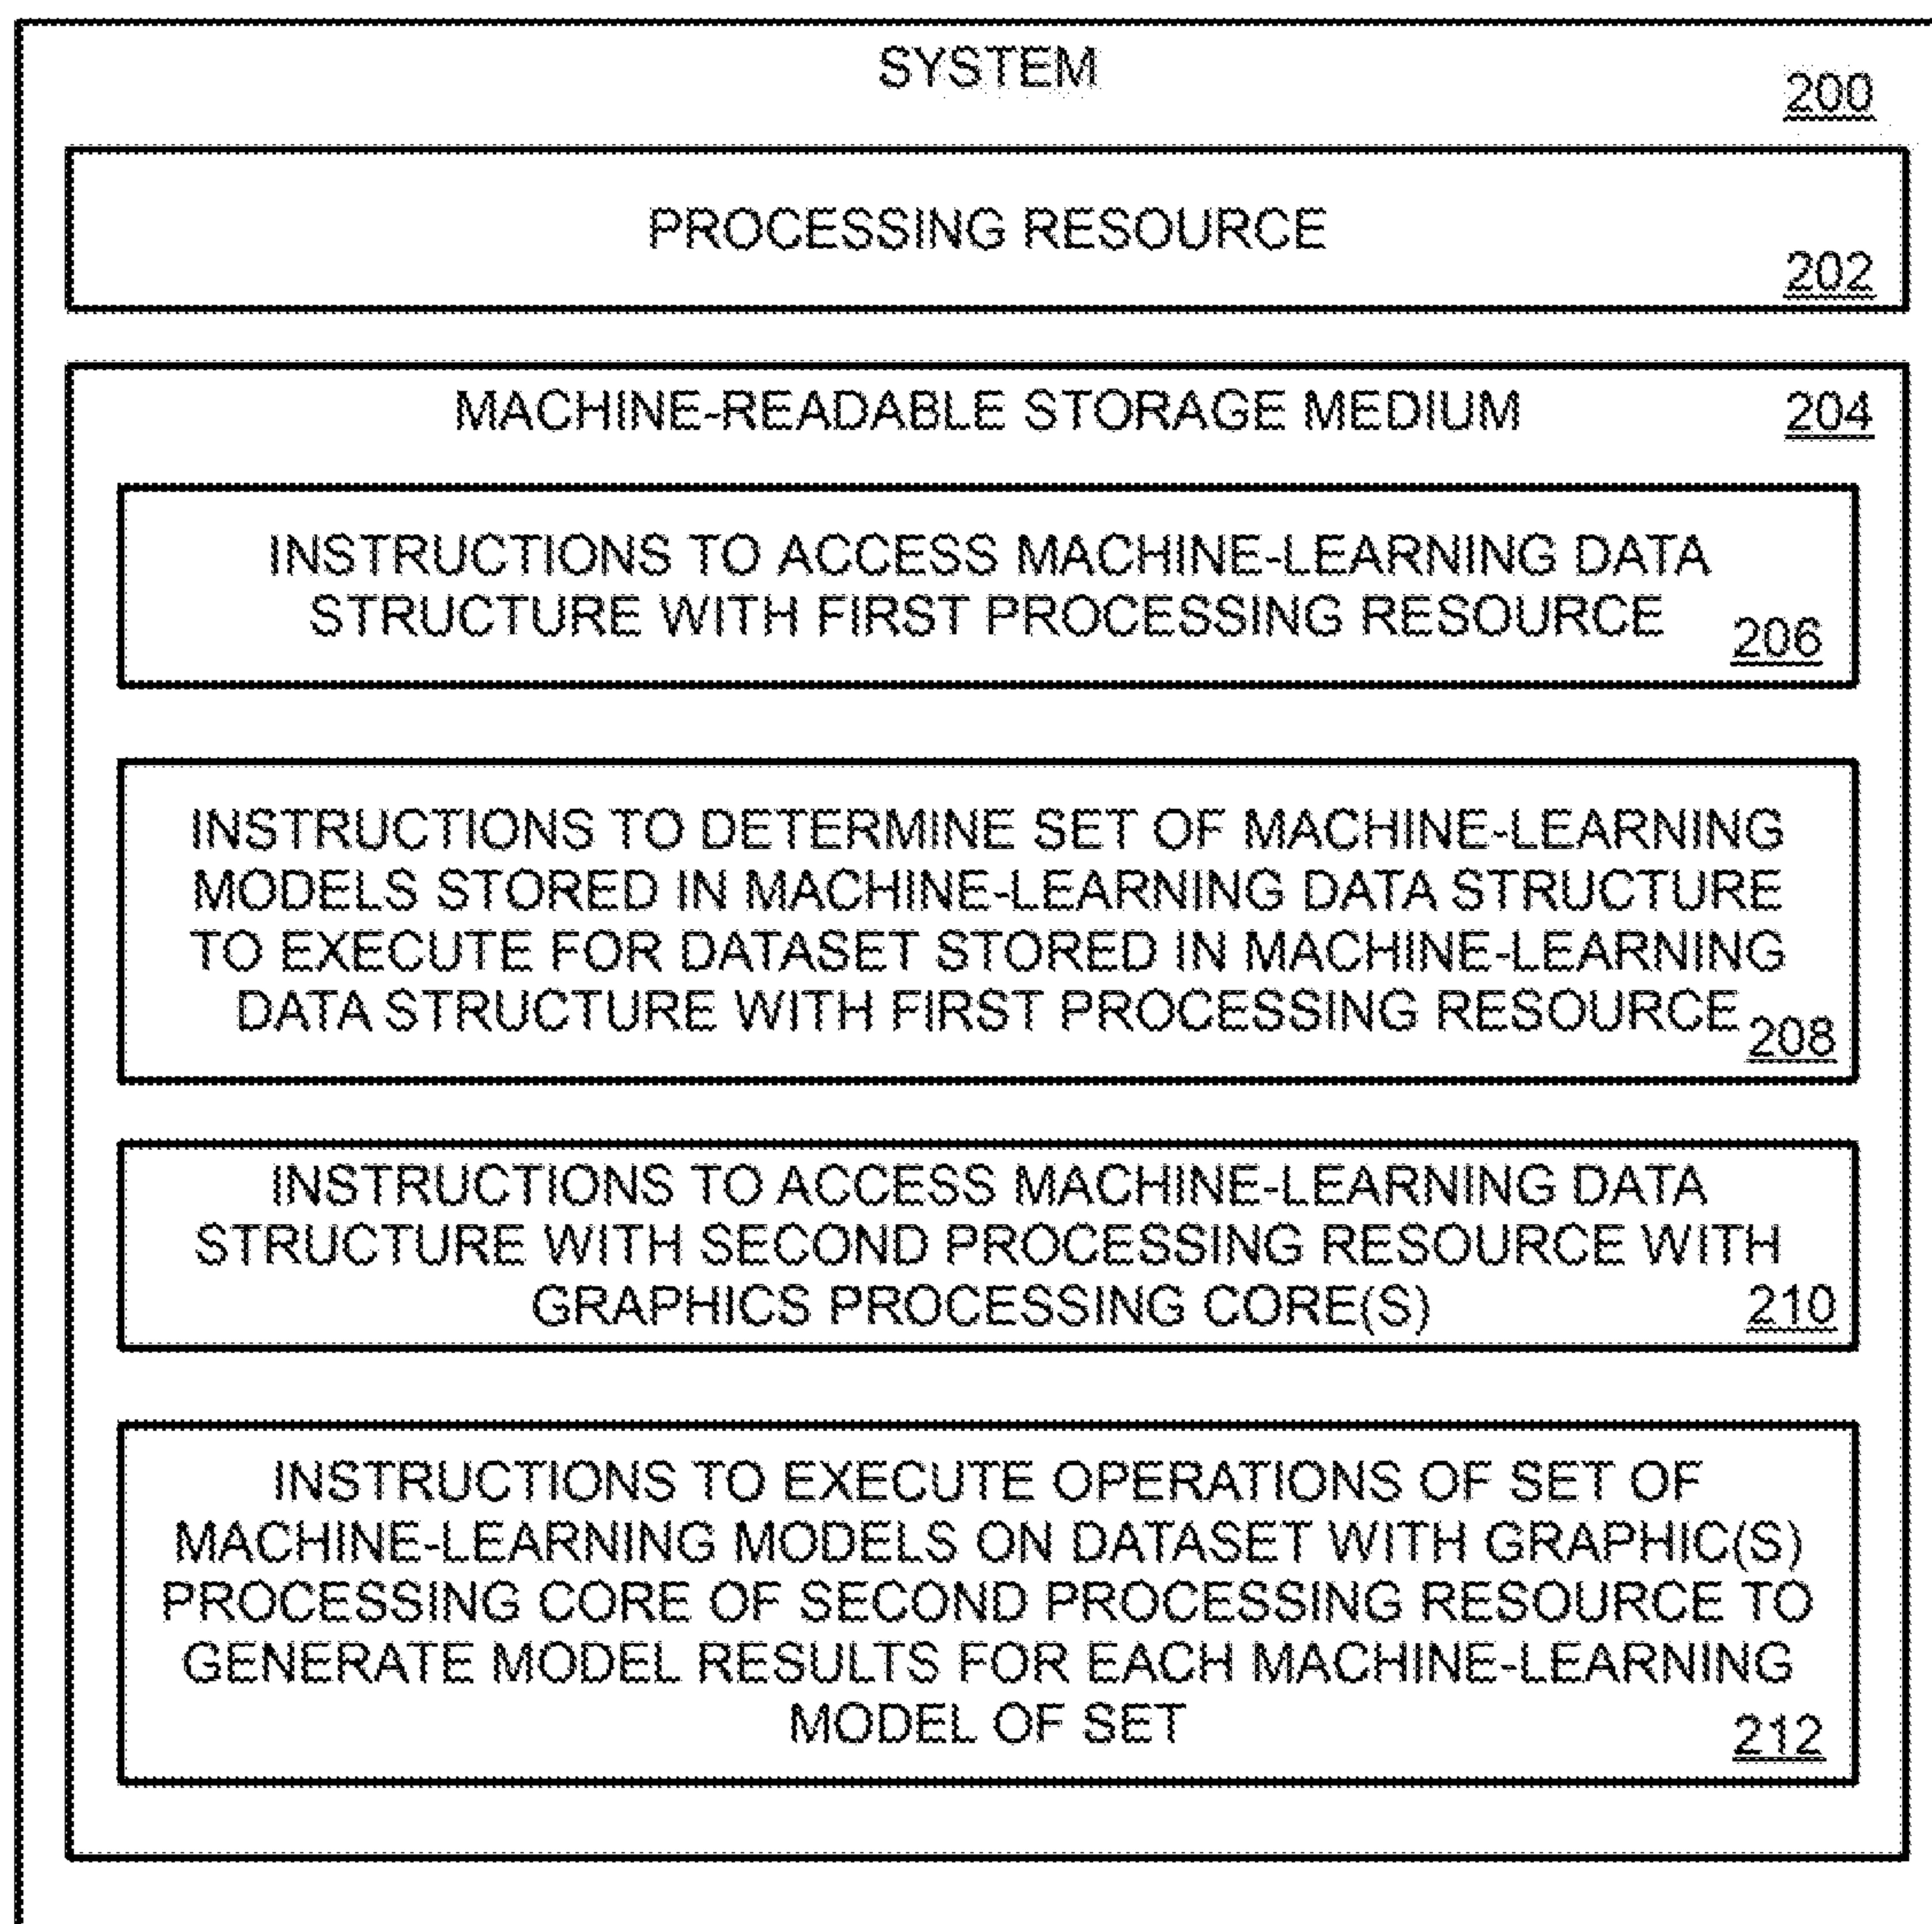 SYSTEM
200
PROCESSING RESOURCE
202
MACHINE-READABLE STORAGE MEDIUM
204
INSTRUCTIONS TO ACCESS MACHINE-LEARNING DATA
STRUCTURE WITH FIRST PROCESSING RESOURCE
206
INSTRUCTIONS TO DETERMINE SET OF MACHINE-LEARNING
MODELS STORED IN MACHINE-LEARNING DATA STRUCTURE
TO EXECUTE FOR DATASET STORED IN MACHINE-LEARNING
DATA STRUCTURE WITH FIRST PROCESSING RESOURCE
208
INSTRUCTIONS TO ACCESS MACHINE-LEARNING DATA
STRUCTURE WITH SECOND PROCESSING RESOURCE WITH
GRAPHICS PROCESSING CORE(S)
210
INSTRUCTIONS TO EXECUTE OPERATIONS OF SET OF
MACHINE-LEARNING MODELS ON DATASET WITH GRAPHIC(S)
PROCESSING CORE OF SECOND PROCESSING RESOURCE TO
GENERATE MODEL RESULTS FOR EACH MACHINE-LEARNING
MODEL OF SET
212